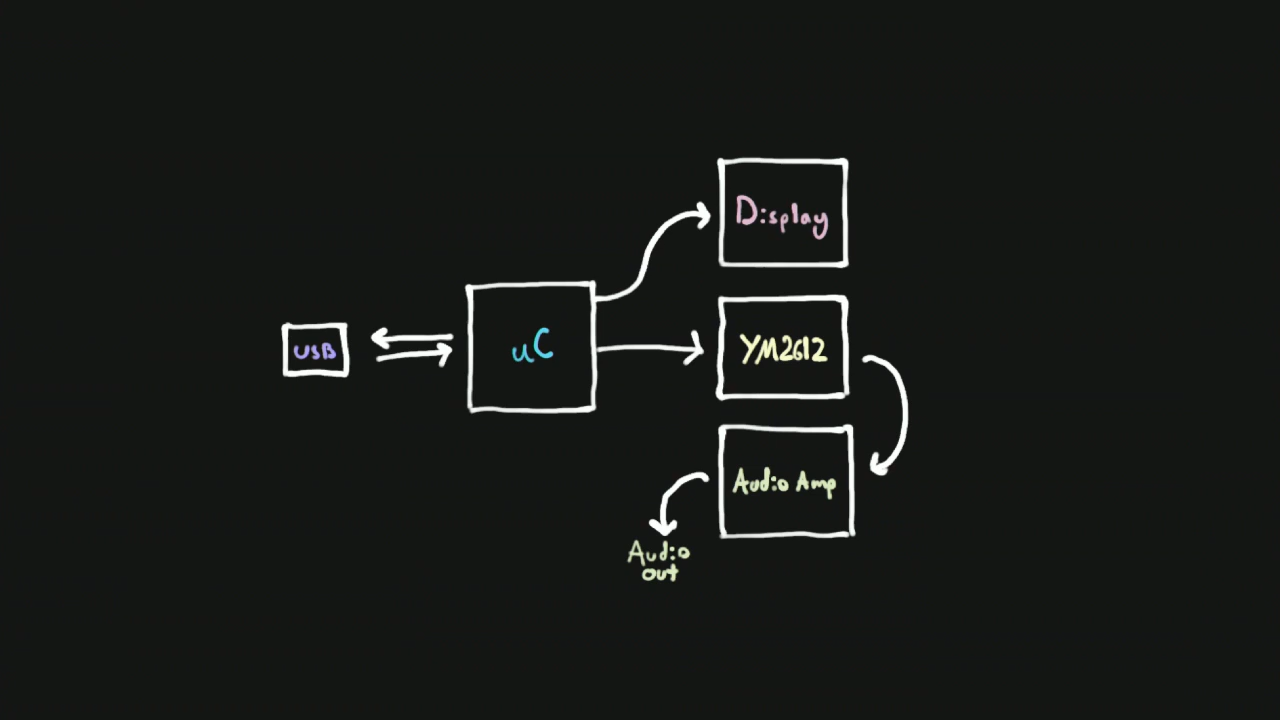 Display
USB
uC
YM2612
Audio Amp
Audio
out